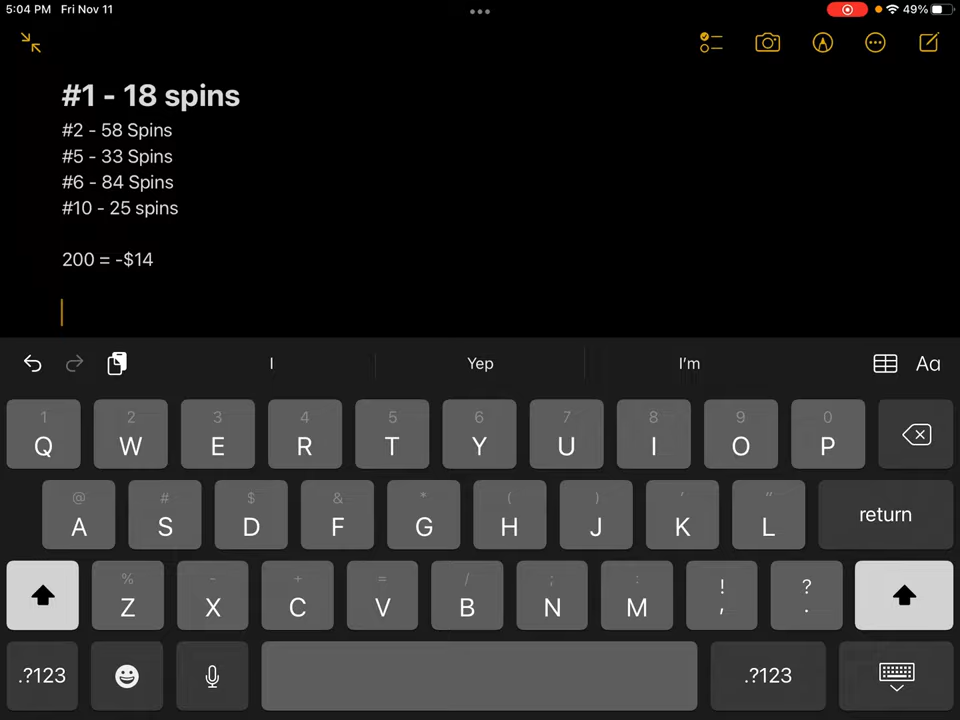 5:04 PM Fri Nov 11
49%
#1 - 18 spins
#2 - 58 Spins
#5 - 33 Spins
#6 - 84 Spins
#10 - 25 spins
200 = -$14
I Yep I'm
Aa
1 2 3 4 5 6 7 8 9 0
Q W E R T Y U I O P
@ # $ & * ( ) ' "
A S D F G H J K L return
% - + = / ; : ! ?
Z X C V B N M , .
.?123 .?123